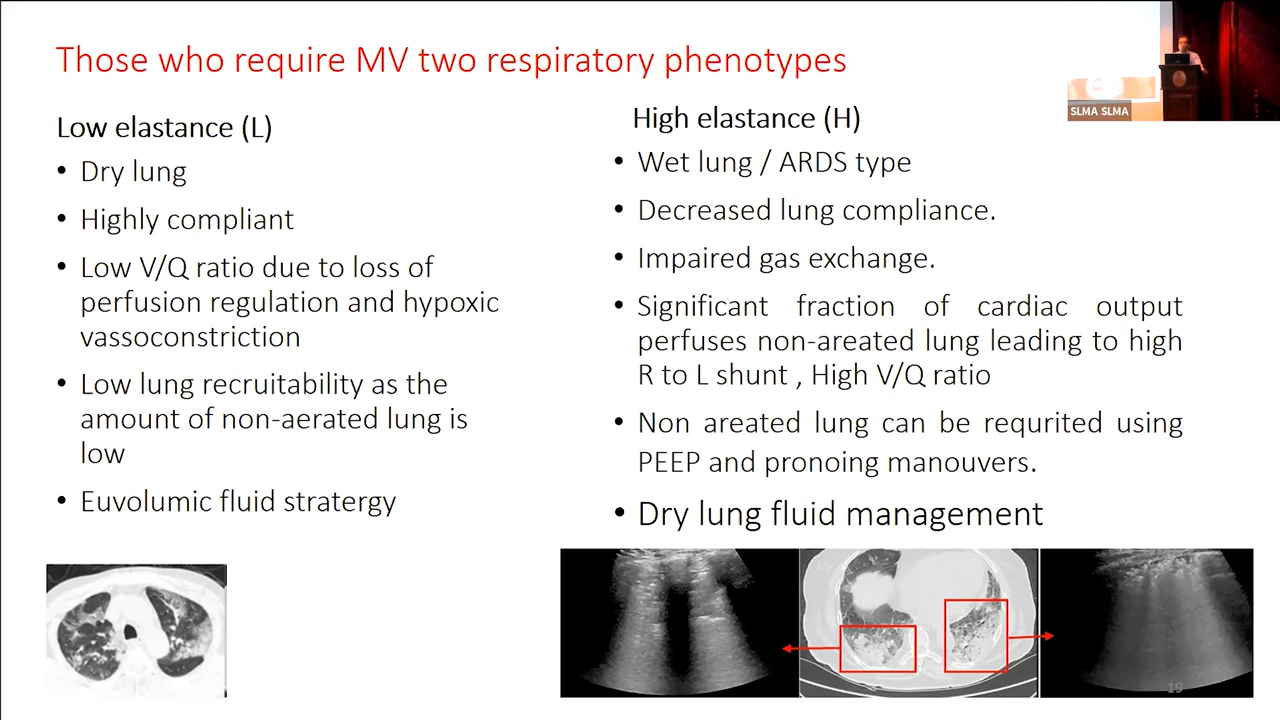 Those who require MV two respiratory phenotypes
SLMA SLMA
Low elastance (L)
• Dry lung
• Highly compliant
• Low V/Q ratio due to loss of
perfusion regulation and hypoxic
vassoconstriction
• Low lung recruitability as the
amount of non-aerated lung is
low
• Euvolumic fluid stratergy
High elastance (H)
• Wet lung / ARDS type
• Decreased lung compliance.
• Impaired gas exchange.
• Significant fraction of cardiac output
perfuses non-areated lung leading to high
R to L shunt , High V/Q ratio
• Non areated lung can be requrited using
PEEP and pronoing manouvers.
• Dry lung fluid management
19